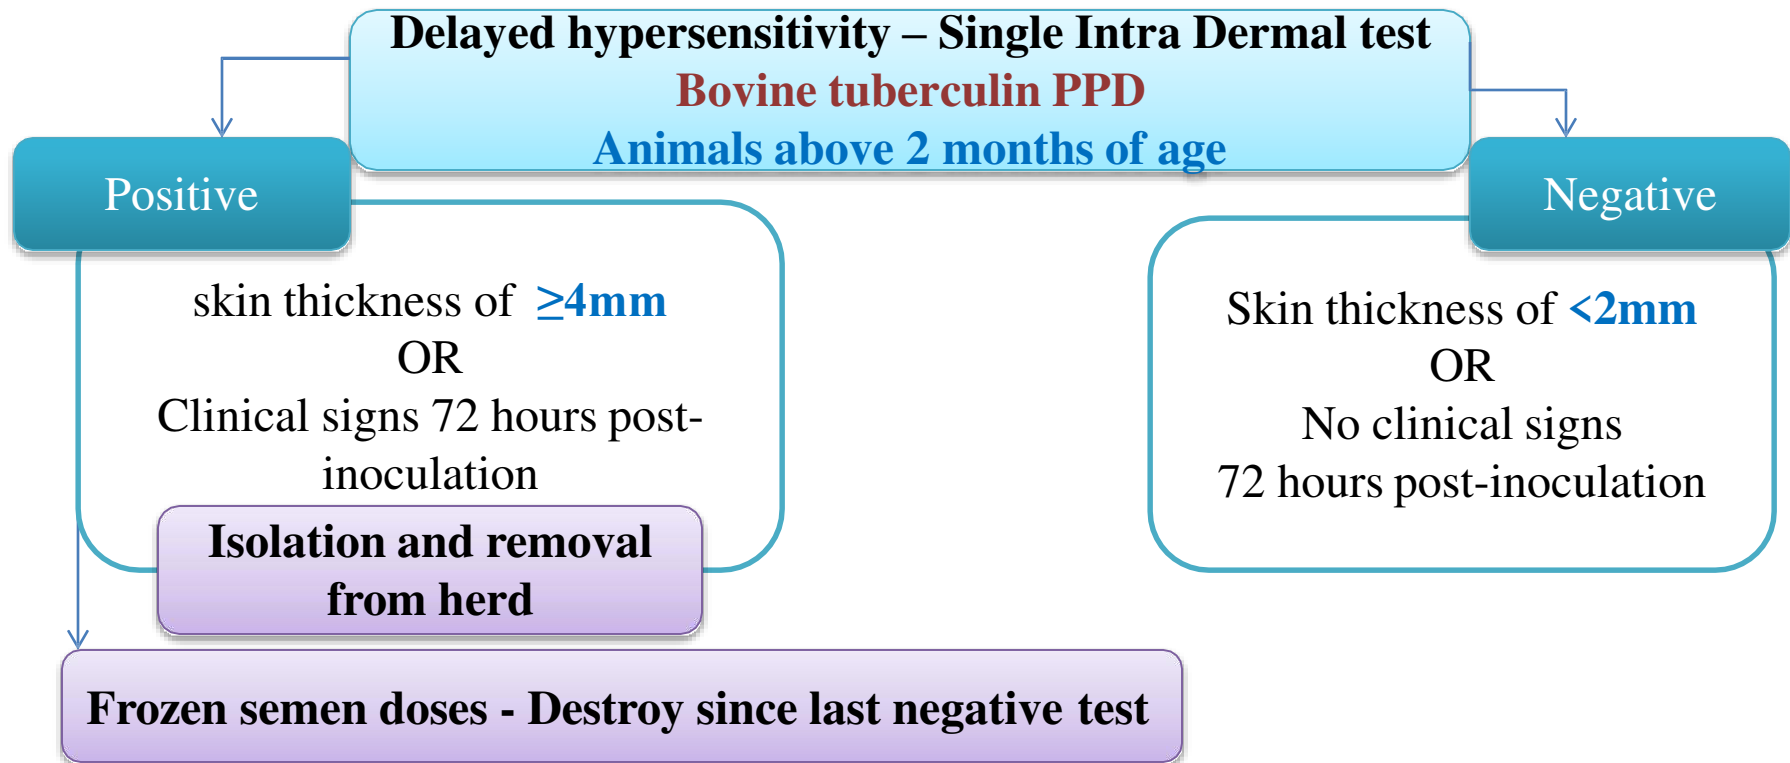 Delayed hypersensitivity – Single Intra Dermal test
Bovine tuberculin PPD
Animals above 2 months of age
Positive
skin thickness of ≥4mm
OR
Clinical signs 72 hours post-
inoculation
Isolation and removal
from herd
Frozen semen doses - Destroy since last negative test
Negative
Skin thickness of <2mm
OR
No clinical signs
72 hours post-inoculation